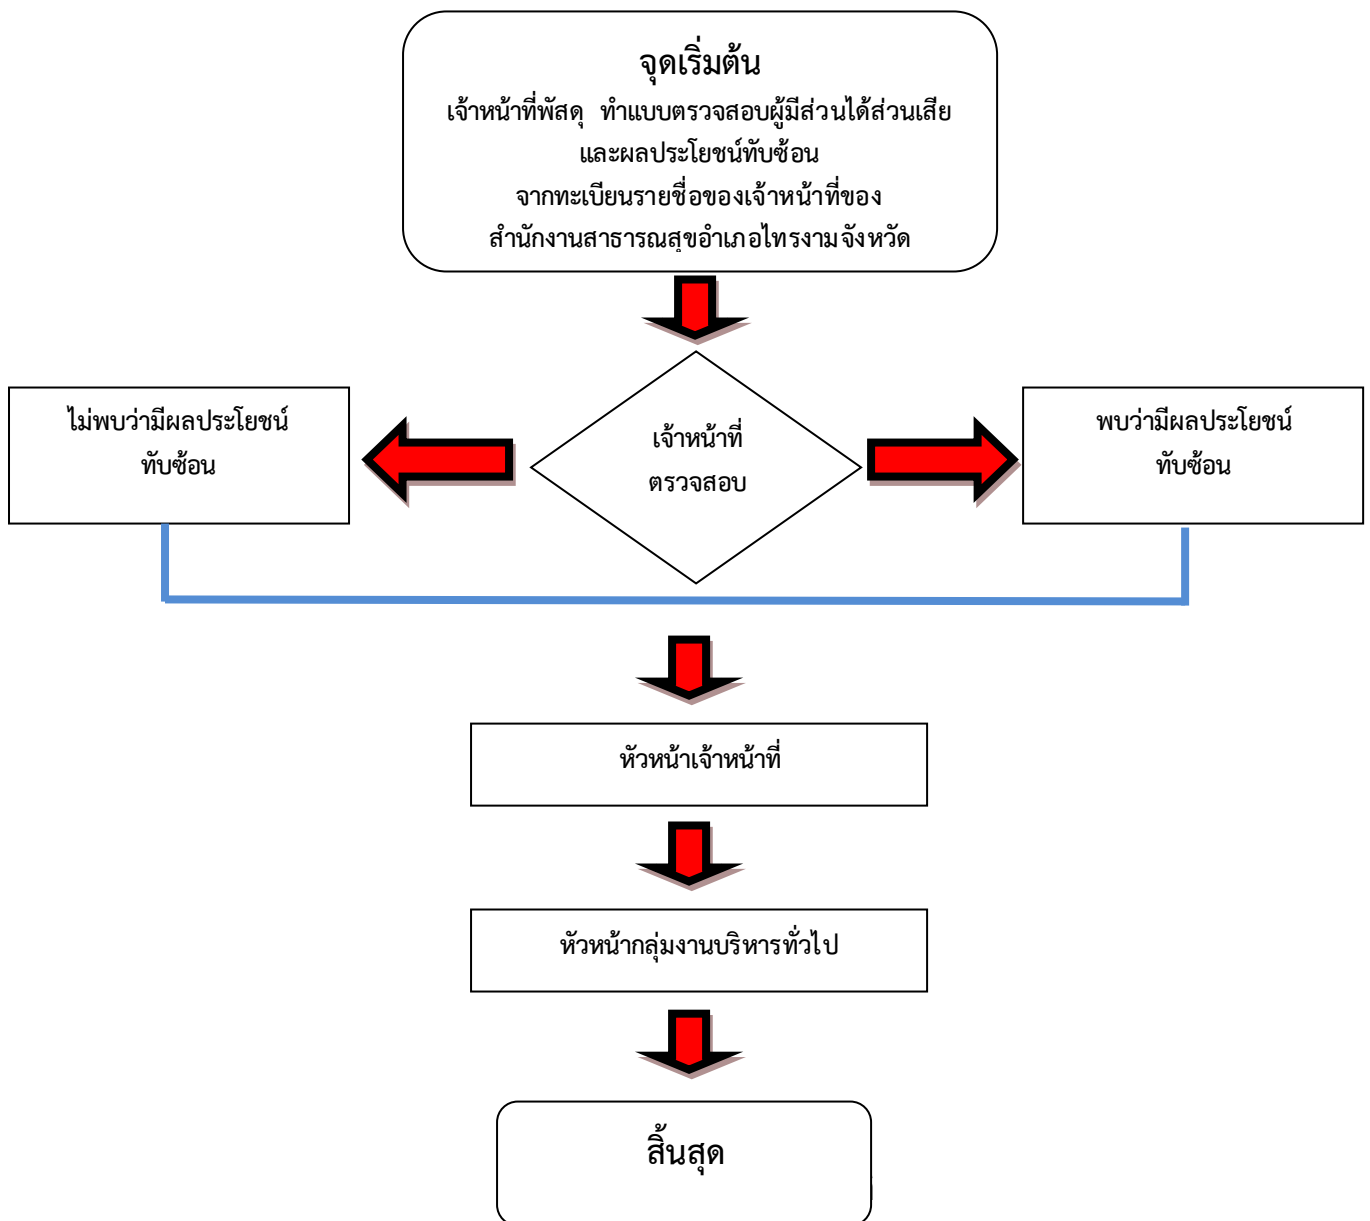 จุดเริ่มต้น
เจ้าหน้าที่พัสดุ ทำแบบตรวจสอบผู้มีส่วนได้ส่วนเสีย
และผลประโยชน์ทับซ้อน
จากทะเบียนรายชื่อของเจ้าหน้าที่ของ
สำนักงานสาธารณสุขอำเภอไทรงามจังหวัด
ไม่พบว่ามีผลประโยชน์
ทับซ้อน
เจ้าหน้าที่
ตรวจสอบ
พบว่ามีผลประโยชน์
ทับซ้อน
หัวหน้าเจ้าหน้าที่
หัวหน้ากลุ่มงานบริหารทั่วไป
สิ้นสุด